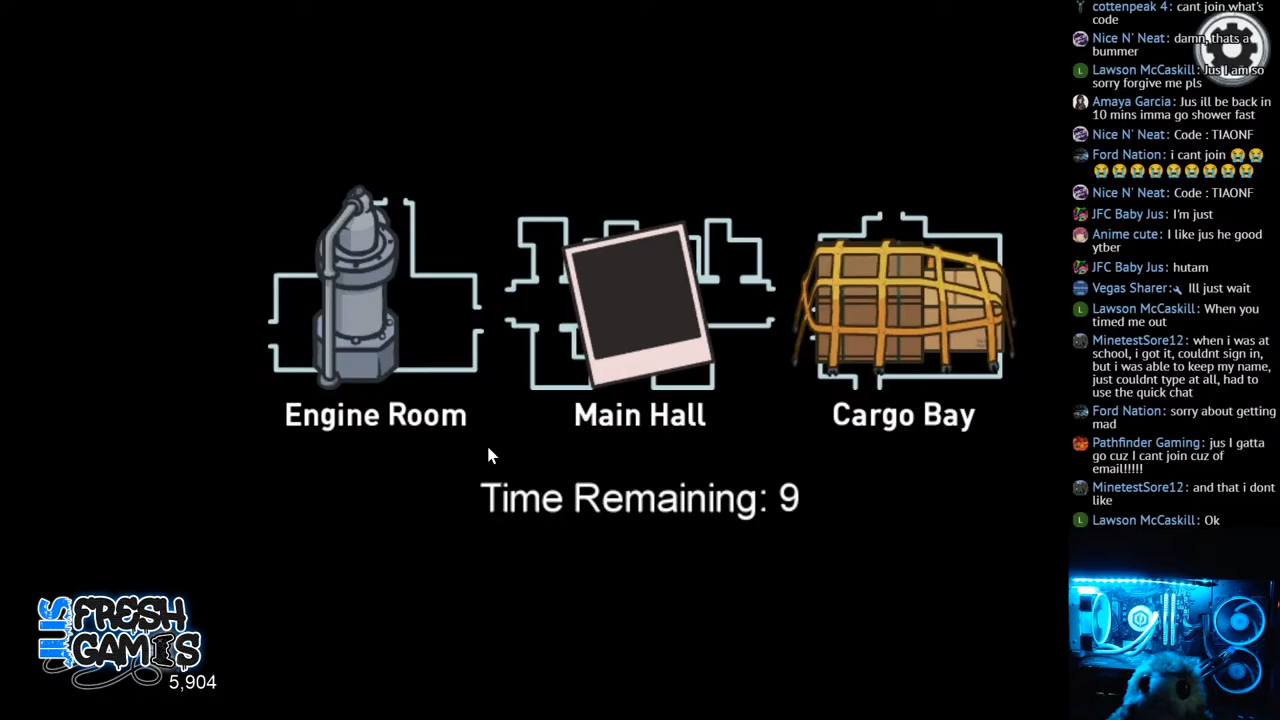 Engine Room
Main Hall
Cargo Bay
Time Remaining: 9
JUS
FRESH
GAMES
5,904
cottenpeak 4: cant join what's
code
Nice N' Neat: damn, thats a
bummer
Lawson McCaskill: Jus I am so
sorry forgive me pls
Amaya Garcia: Jus ill be back in
10 mins imma go shower fast
Nice N' Neat: Code : TIAONF
Ford Nation: i cant join 😭😭
😭😭😭😭😭😭😭😭
Nice N' Neat: Code : TIAONF
JFC Baby Jus: I'm just
Anime cute: I like jus he good
ytber
JFC Baby Jus: hutam
Vegas Sharer: Ill just wait
Lawson McCaskill: When you
timed me out
MinetestSore12: when i was at
school, i got it, couldnt sign in,
but i was able to keep my name,
just couldnt type at all, had to
use the quick chat
Ford Nation: sorry about getting
mad
Pathfinder Gaming: jus I gatta
go cuz I cant join cuz of
email!!!!!
MinetestSore12: and that i dont
like
Lawson McCaskill: Ok